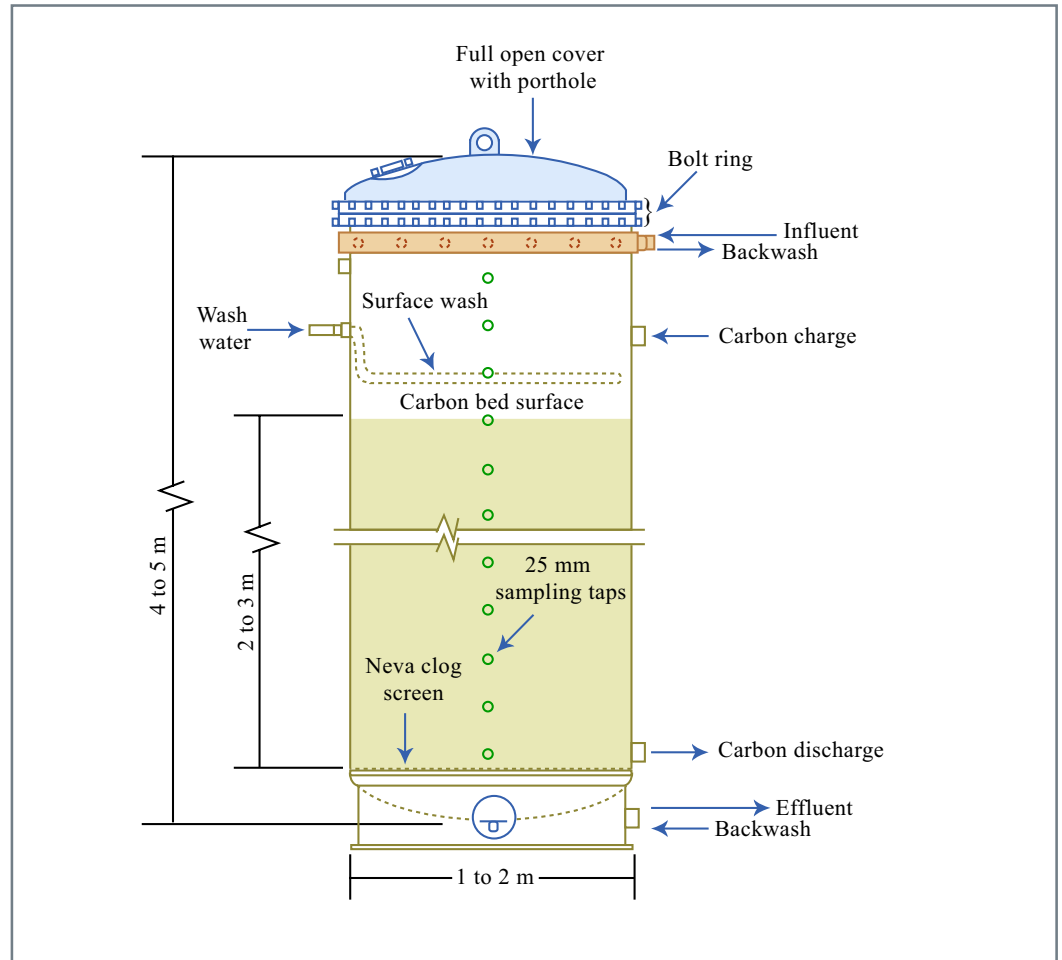 Full open cover
with porthole
Bolt ring
Influent
Backwash
Surface wash
Wash
water
Carbon charge
Carbon bed surface
25 mm
sampling taps
4 to 5 m
2 to 3 m
Neva clog
screen
Carbon discharge
Effluent
Backwash
1 to 2 m